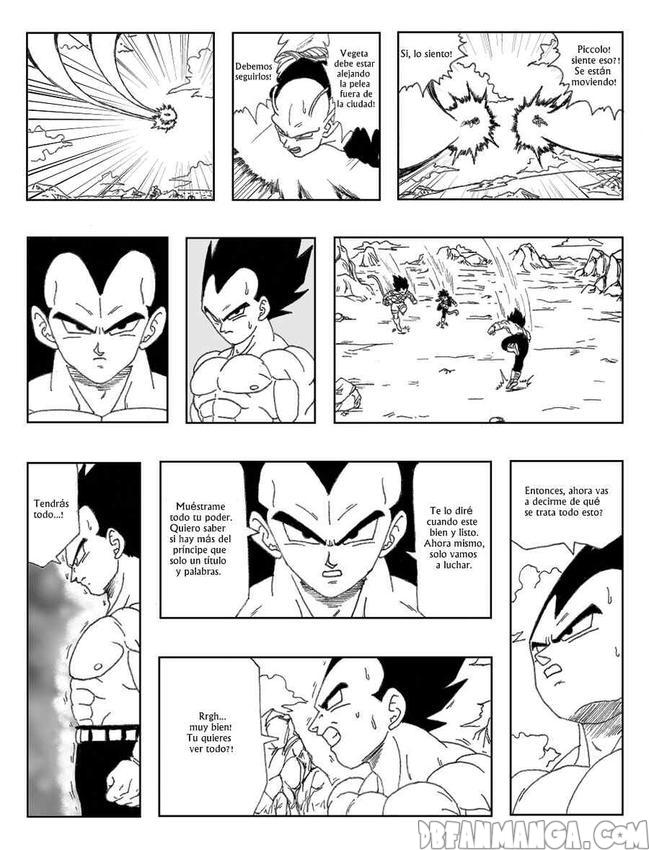 Piccolo!
siente eso?!
Se están
moviendo!
Si, lo siento!
Vegeta
debe estar
alejando
la pelea
fuera de
la ciudad!
Debemos
seguirlos!
Entonces, ahora vas
a decirme de qué
se trata todo esto?
Te lo diré
cuando este
bien y listo.
Ahora mismo,
solo vamos
a luchar.
Muéstrame
todo tu poder.
Quiero saber
si hay más del
príncipe que
solo un título
y palabras.
Rrgh...
muy bien!
Tu quieres
ver todo?!
Tendrás
todo...!
DBFANMANGA.COM